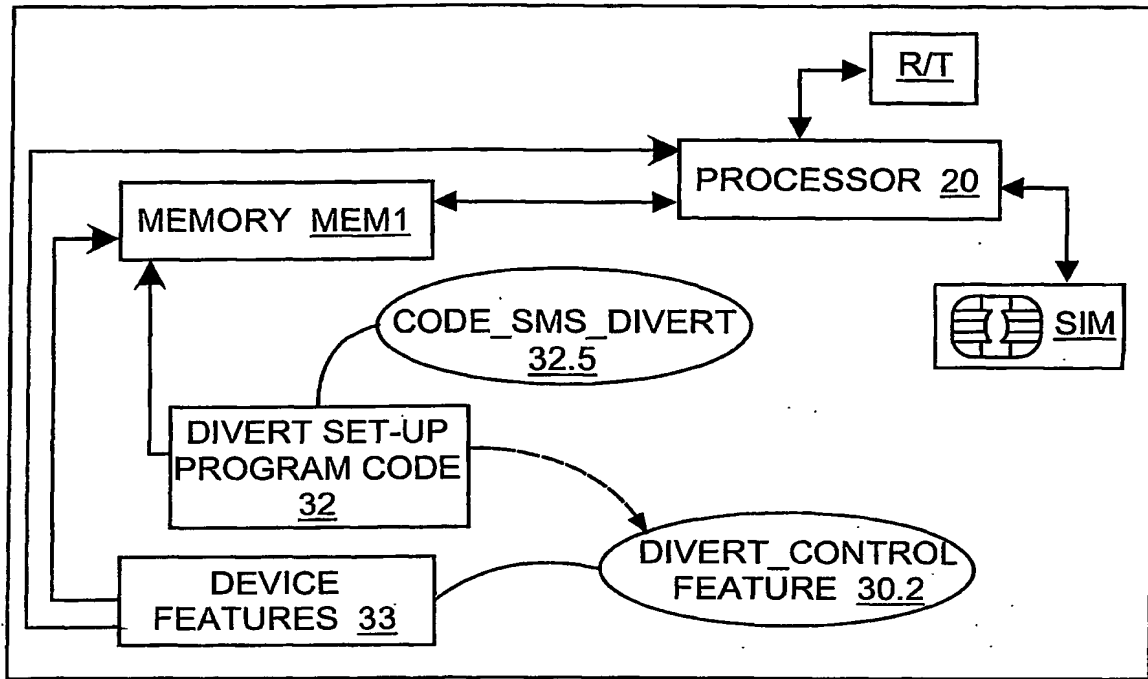 R/T
PROCESSOR 20
MEMORY MEM1
SIM
CODE_SMS_DIVERT
32.5
DIVERT SET-UP
PROGRAM CODE
32
DIVERT_CONTROL
FEATURE 30.2
DEVICE
FEATURES 33